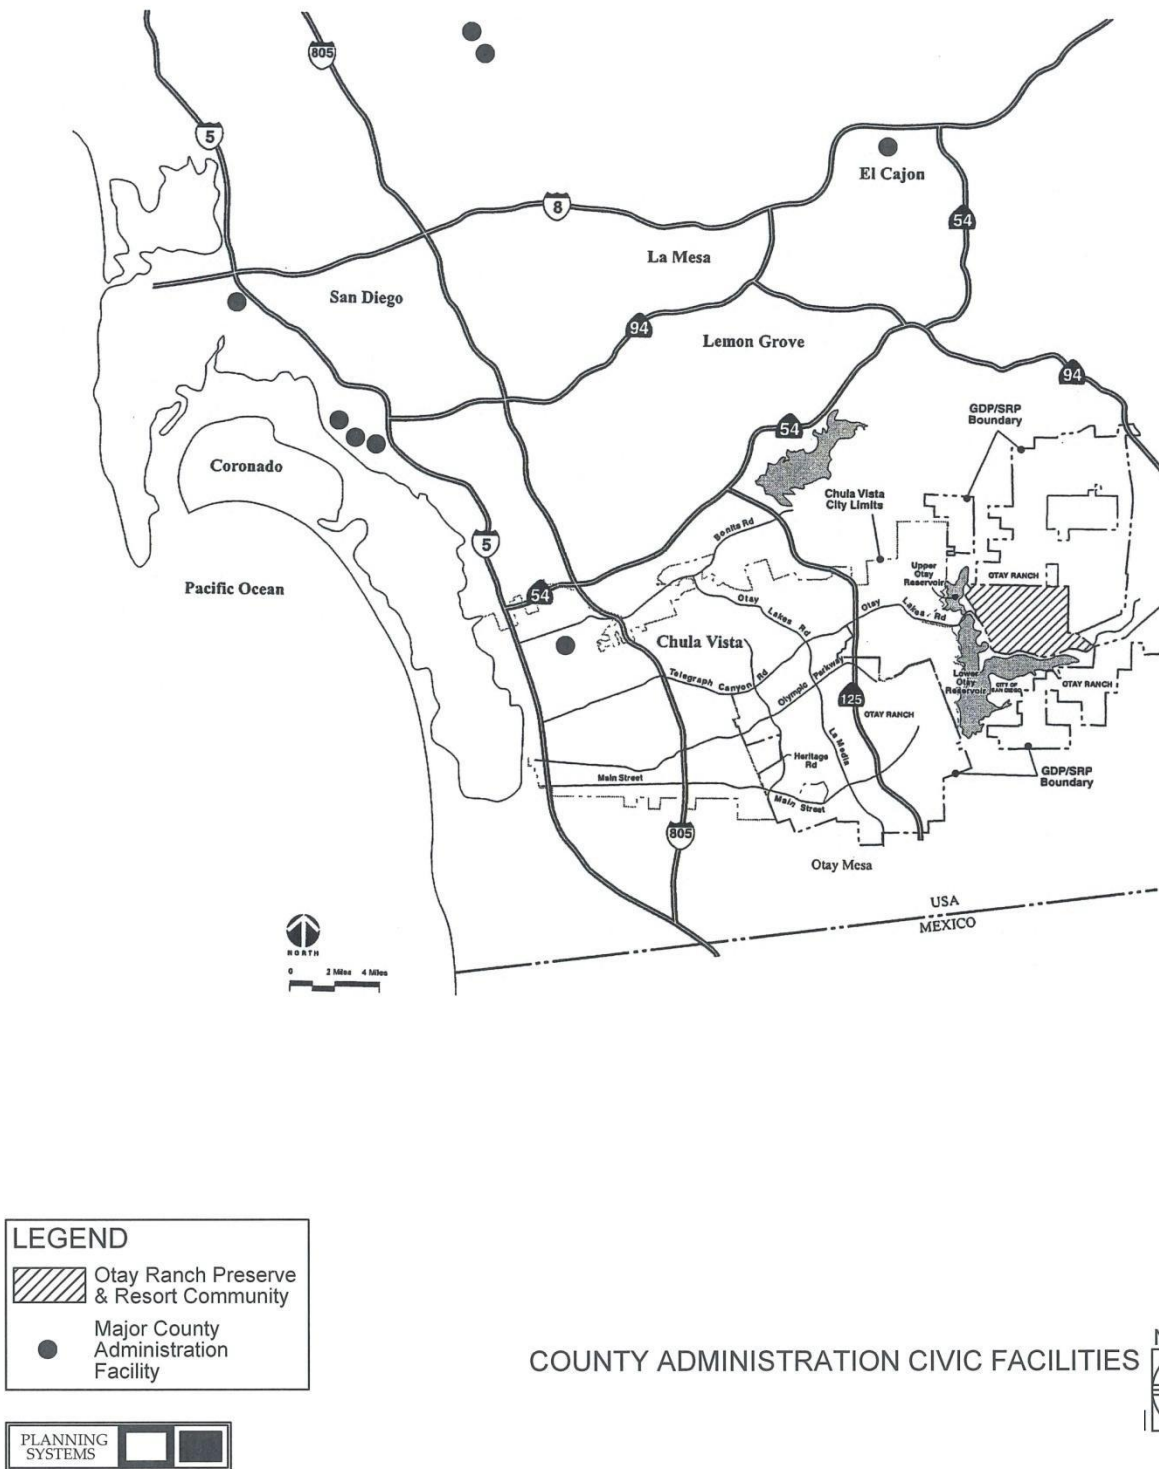 805
5
El Cajon
54
8
La Mesa
San Diego
94
Lemon Grove
94
GDP/SRP
Boundary
54
Coronado
Chula Vista
City Limits
Bonita Rd
5
Upper
Otay
Reservoir
OTAY RANCH
Pacific Ocean
54
Otay Lakes Rd
Otay Lakes Rd
Chula Vista
Telegraph Canyon Rd
Olympic Parkway
Lower
Otay
Reservoir
CITY OF
SAN DIEGO
OTAY RANCH
125
OTAY RANCH
La Media
Heritage
Rd
Main Street
Main Street
GDP/SRP
Boundary
805
Otay Mesa
USA
MEXICO
NORTH
0 2 Miles 4 Miles
LEGEND
Otay Ranch Preserve
& Resort Community
Major County
Administration
Facility
COUNTY ADMINISTRATION CIVIC FACILITIES
PLANNING
SYSTEMS